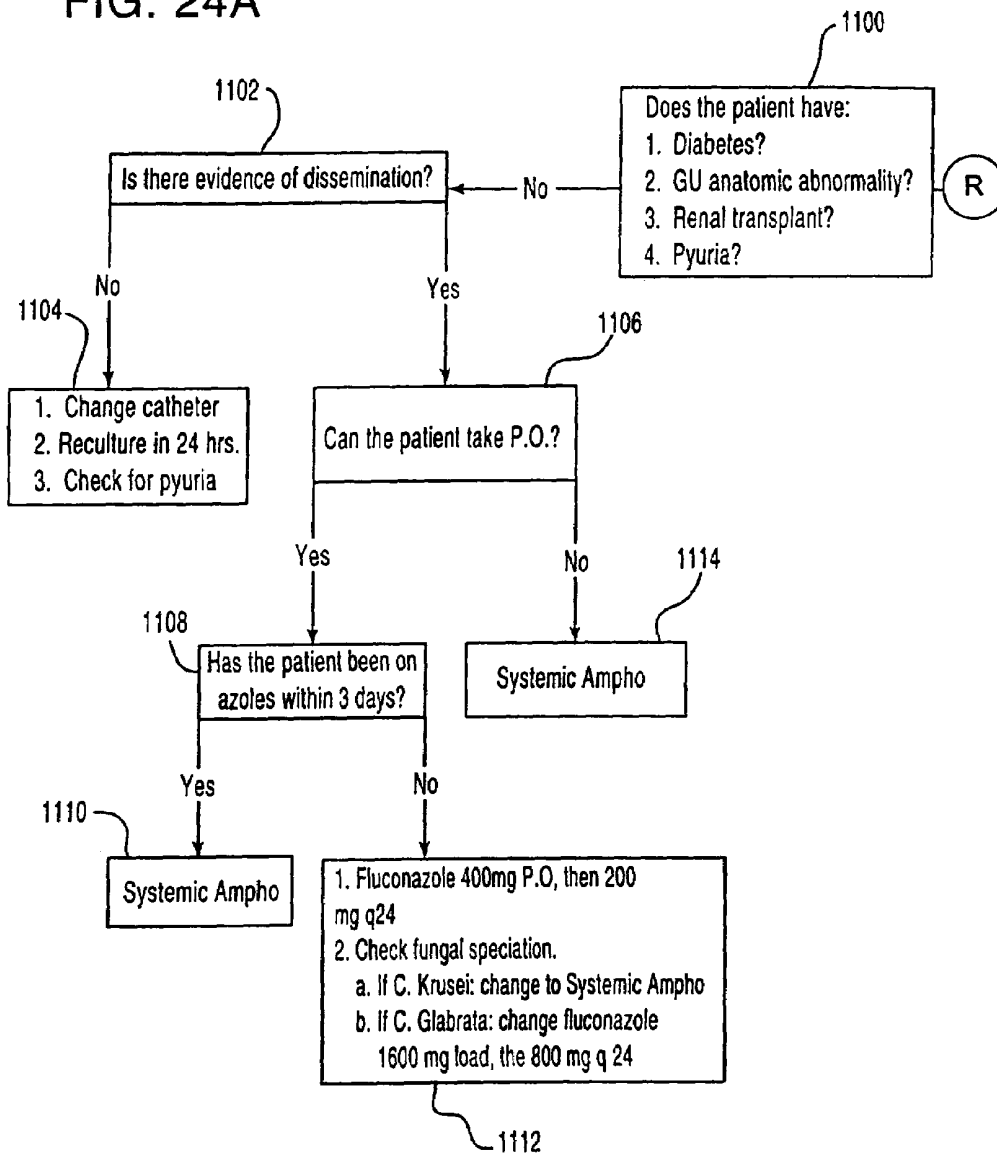 FIG. 24A
1100
1102
Does the patient have:
1. Diabetes?
2. GU anatomic abnormality?
3. Renal transplant?
4. Pyuria?
R
No
Is there evidence of dissemination?
No
Yes
1104
1106
1. Change catheter
2. Reculture in 24 hrs.
3. Check for pyuria
Can the patient take P.O.?
Yes
No
1108
1114
Has the patient been on
azoles within 3 days?
Systemic Ampho
Yes
No
1110
Systemic Ampho
1. Fluconazole 400mg P.O, then 200
mg q24
2. Check fungal speciation.
a. If C. Krusei: change to Systemic Ampho
b. If C. Glabrata: change fluconazole
1600 mg load, the 800 mg q 24
1112